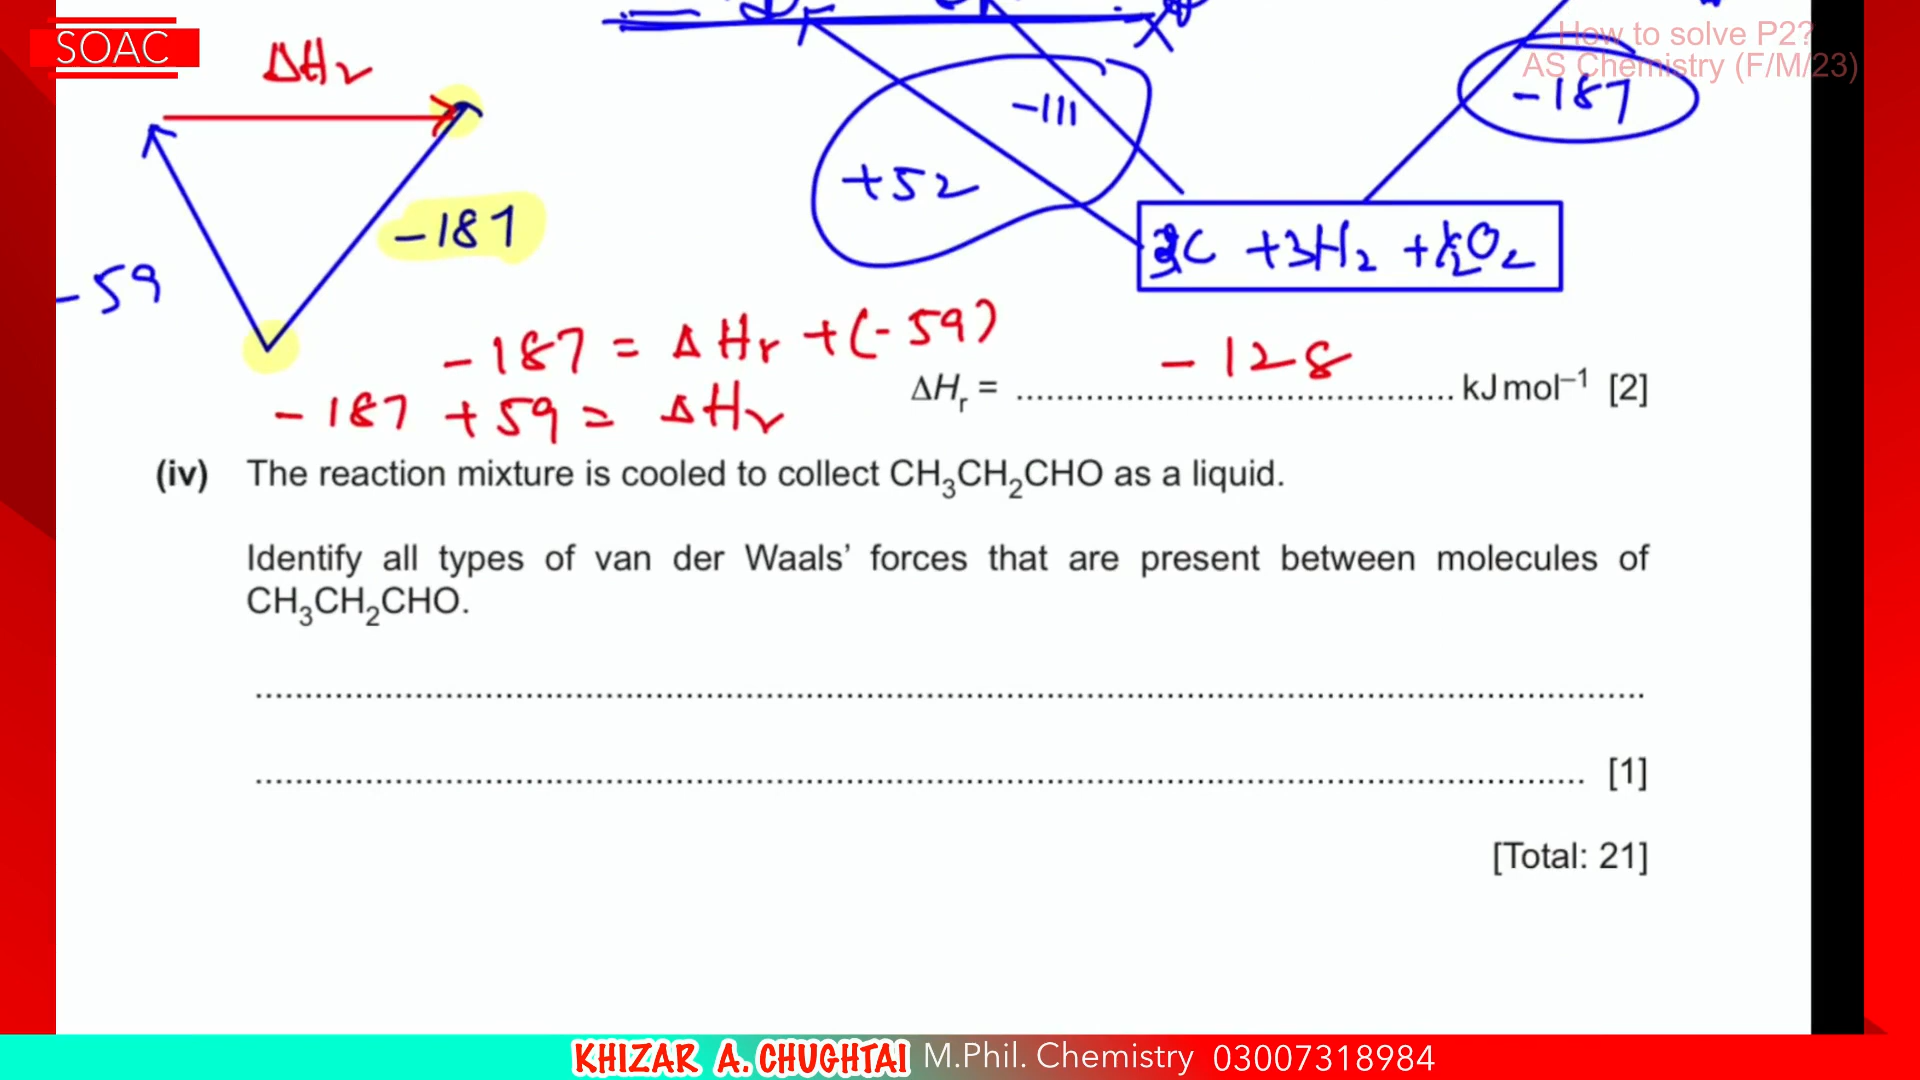 SOAC
How to solve P2?
AS Chemistry (F/M/23)
ΔHr
-111
-187
+52
-187
-59
2C +3H2 +½O2
-187 = ΔHr +(-59)
-128
ΔHr = ........................................ kJ mol–1 [2]
-187 +59 = ΔHr
(iv) The reaction mixture is cooled to collect CH3CH2CHO as a liquid.
Identify all types of van der Waals’ forces that are present between molecules of
CH3CH2CHO.
[1]
[Total: 21]
KHIZAR A. CHUGHTAI M.Phil. Chemistry 03007318984